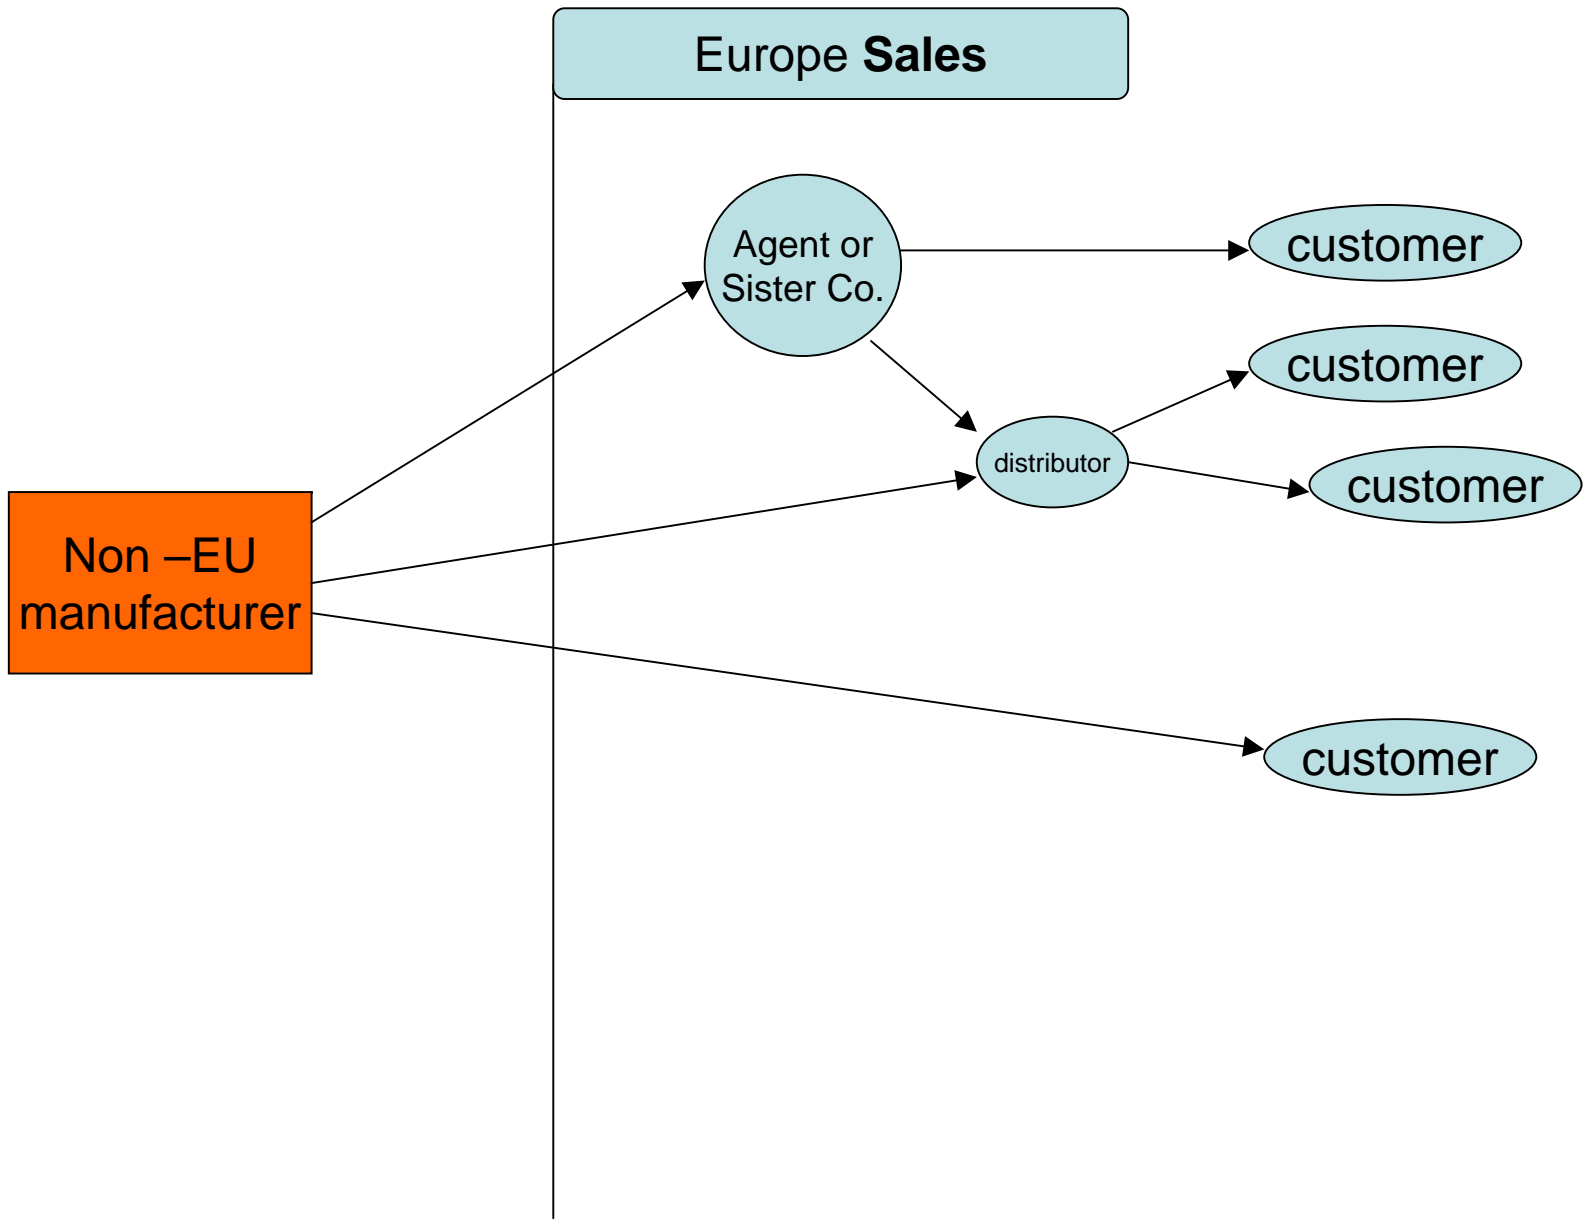 Europe Sales
Agent or
Sister Co.
customer
customer
distributor
customer
Non –EU
manufacturer
customer